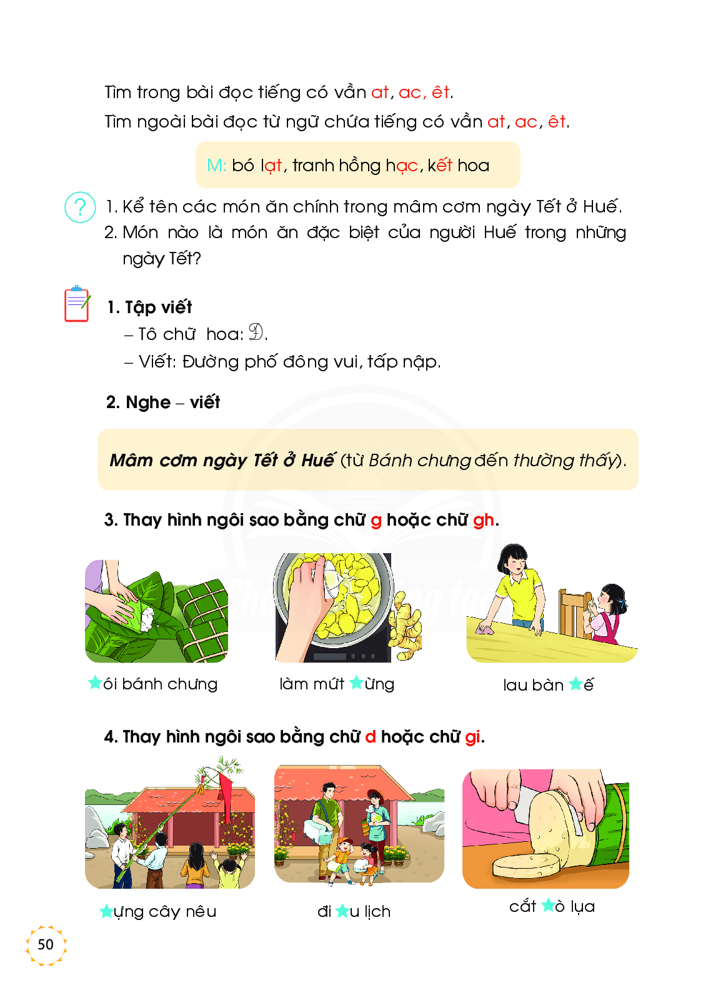 Tìm trong bài đọc tiếng có vần at, ac, êt.
Tìm ngoài bài đọc từ ngữ chứa tiếng có vần at, ac, êt.
M: bó lạt, tranh hồng hạc, kết hoa
?
1. Kể tên các món ăn chính trong mâm cơm ngày Tết ở Huế.
2. Món nào là món ăn đặc biệt của người Huế trong những
ngày Tết?
1. Tập viết
– Tô chữ hoa: Đ.
– Viết: Đường phố đông vui, tấp nập.
2. Nghe – viết
Mâm cơm ngày Tết ở Huế (từ Bánh chưng đến thường thấy).
3. Thay hình ngôi sao bằng chữ g hoặc chữ gh.
★ói bánh chưng
làm mứt ★ừng
lau bàn ★ế
4. Thay hình ngôi sao bằng chữ d hoặc chữ gi.
★ựng cây nêu
đi ★u lịch
cắt ★ò lụa
50